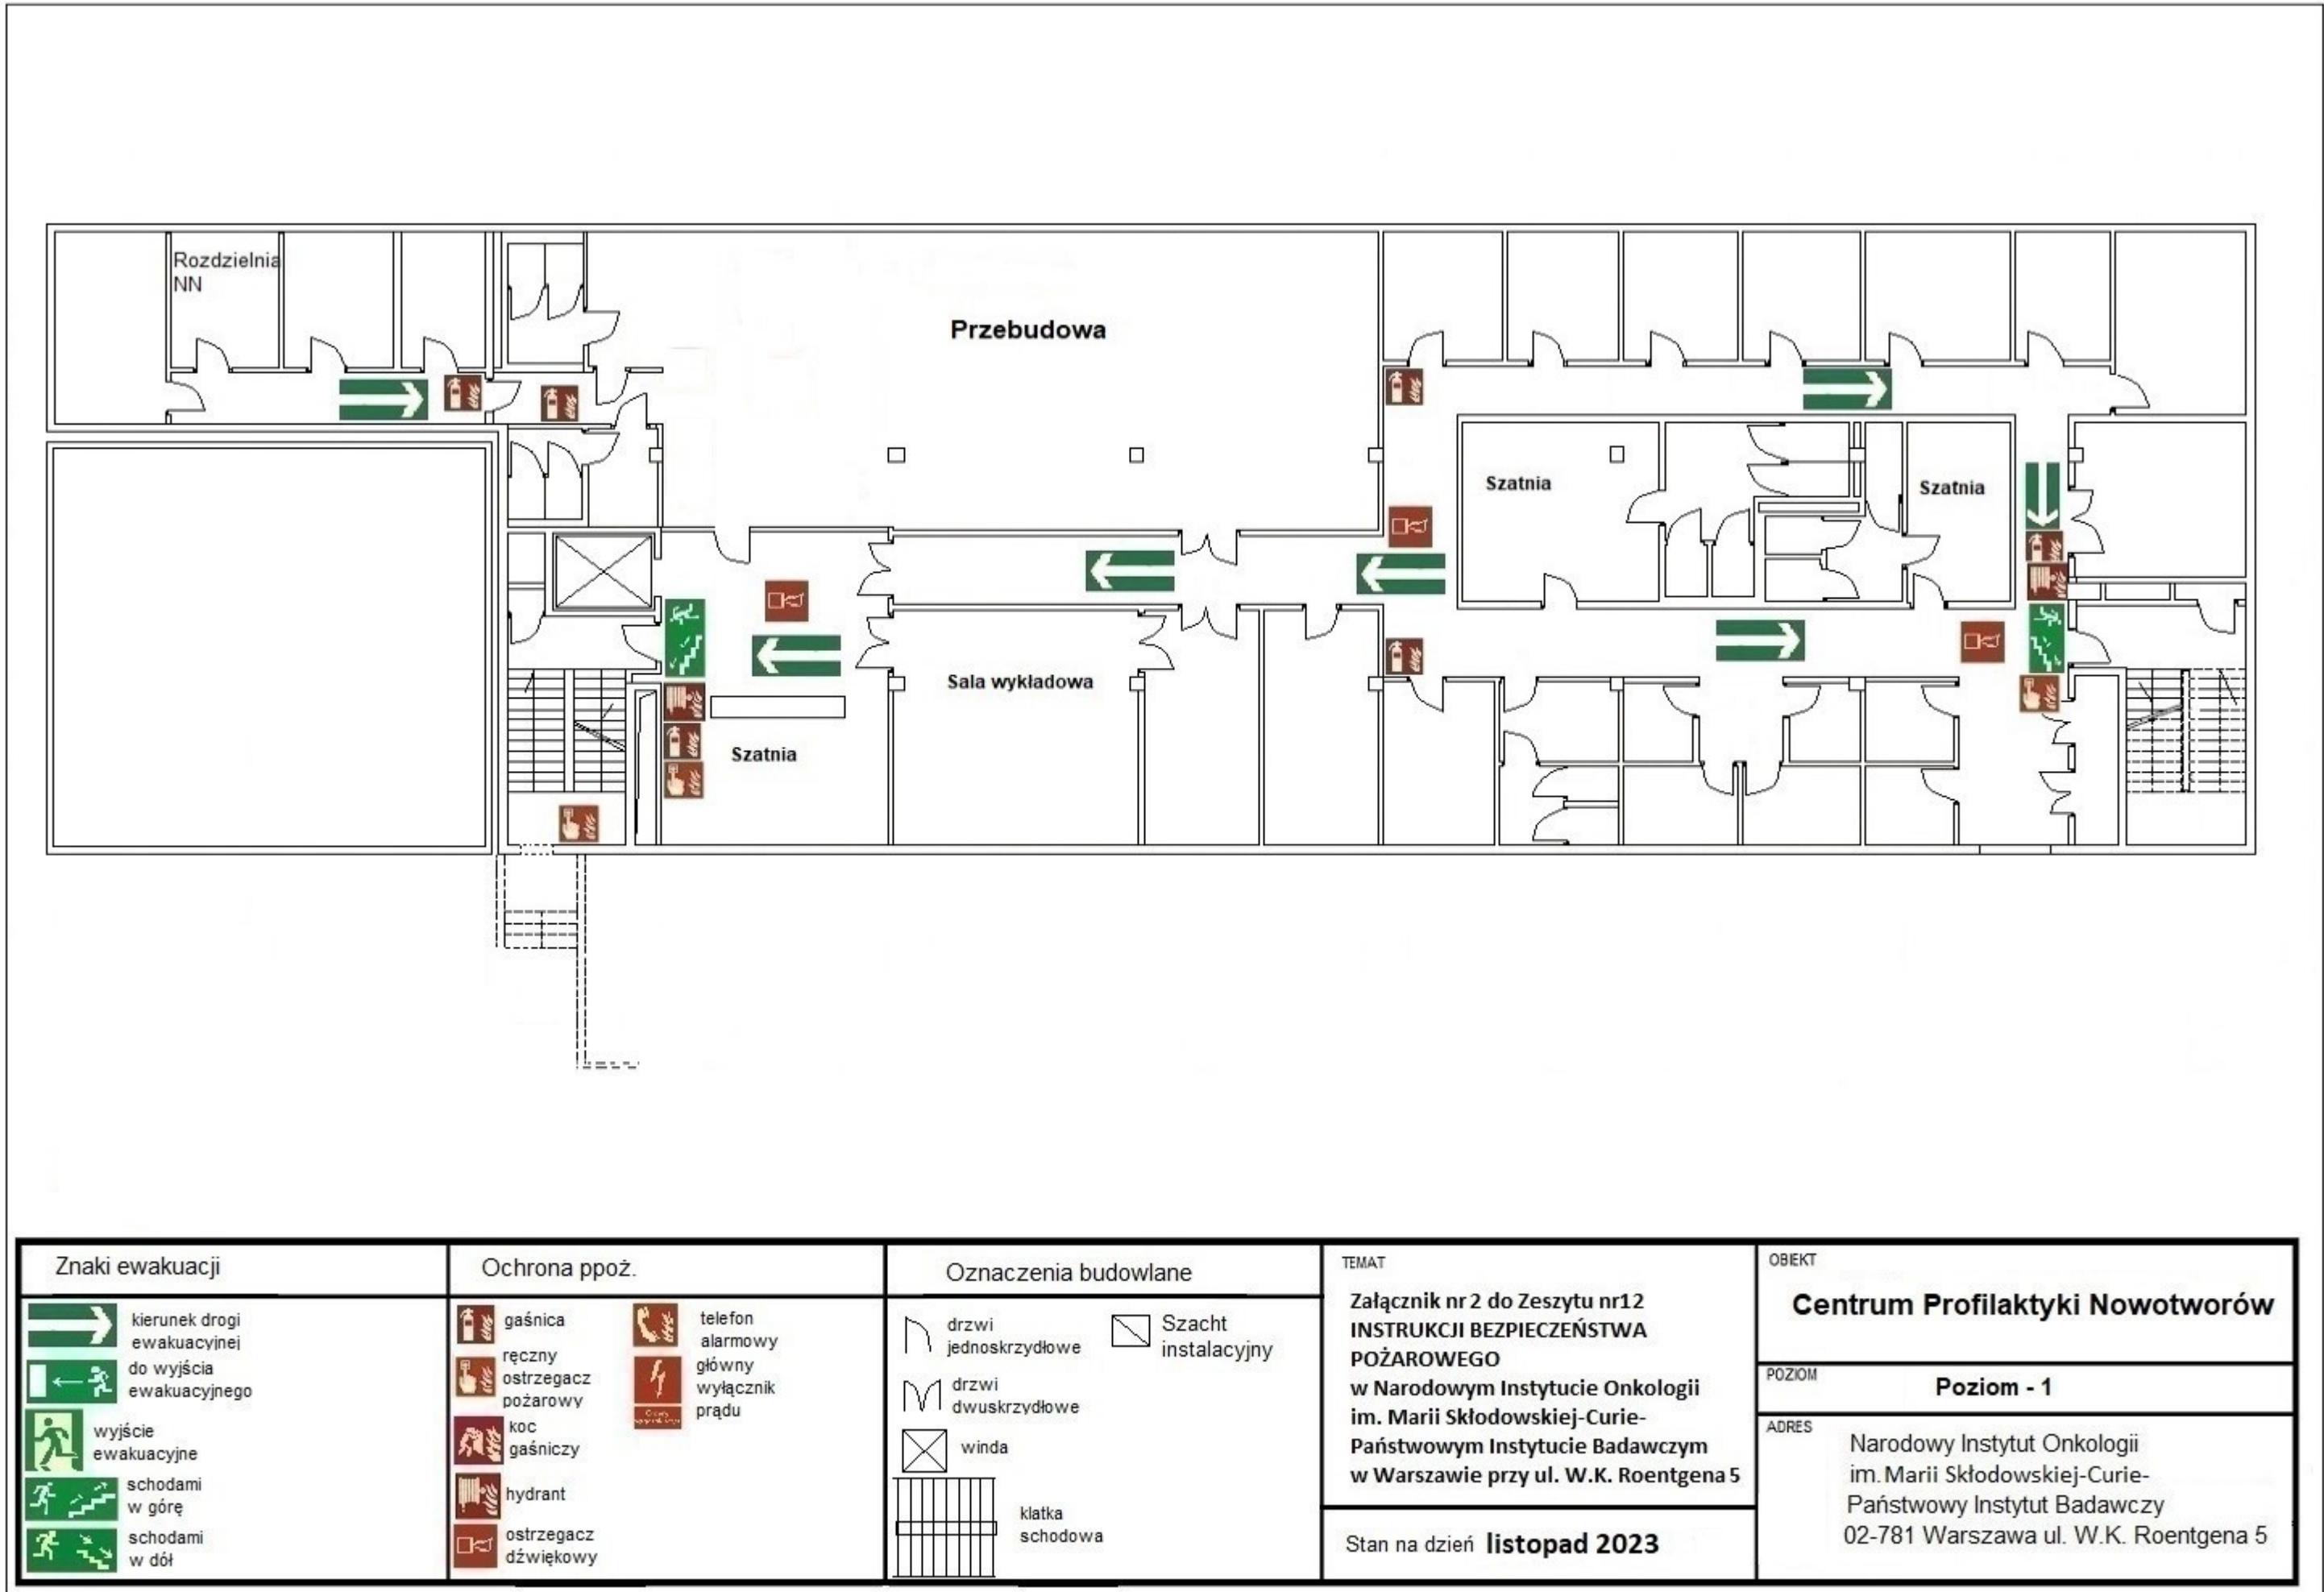 Rozdzielnia
NN
Przebudowa
Szatnia
Szatnia
Sala wykładowa
Szatnia
Znaki ewakuacji
kierunek drogi
ewakuacyjnej
do wyjścia
ewakuacyjnego
wyjście
ewakuacyjne
schodami
w górę
schodami
w dół
Ochrona ppoż.
gaśnica
ręczny
ostrzegacz
pożarowy
koc
gaśniczy
hydrant
ostrzegacz
dźwiękowy
telefon
alarmowy
główny
wyłącznik
prądu
Oznaczenia budowlane
drzwi
jednoskrzydłowe
drzwi
dwuskrzydłowe
winda
klatka
schodowa
Szacht
instalacyjny
TEMAT
Załącznik nr 2 do Zeszytu nr12
INSTRUKCJI BEZPIECZEŃSTWA
POŻAROWEGO
w Narodowym Instytucie Onkologii
im. Marii Skłodowskiej-Curie-
Państwowym Instytucie Badawczym
w Warszawie przy ul. W.K. Roentgena 5
Stan na dzień listopad 2023
OBIEKT
Centrum Profilaktyki Nowotworów
POZIOM
Poziom - 1
ADRES
Narodowy Instytut Onkologii
im. Marii Skłodowskiej-Curie-
Państwowy Instytut Badawczy
02-781 Warszawa ul. W.K. Roentgena 5